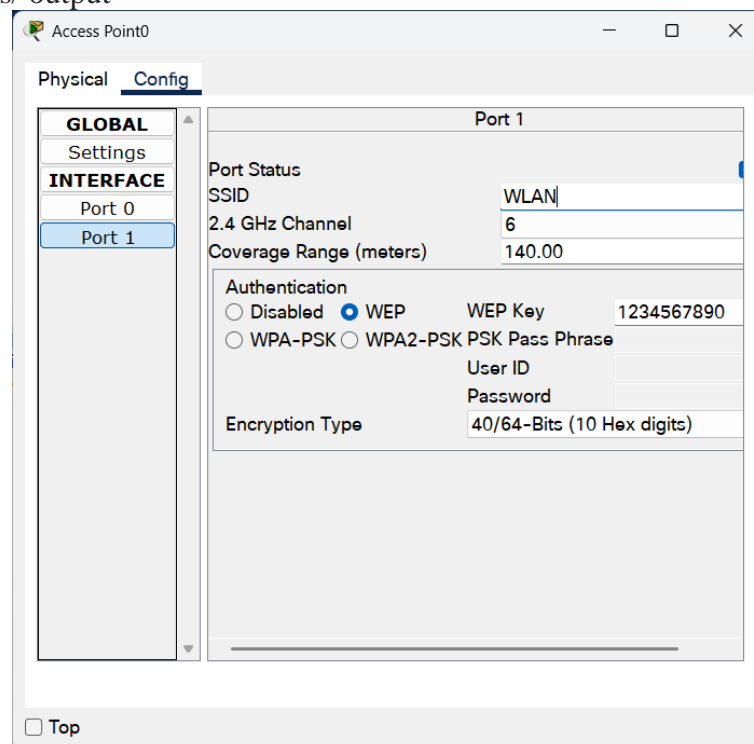 s/ output
Access Point0
Physical Config
GLOBAL
Settings
INTERFACE
Port 0
Port 1
Port 1
Port Status
SSID WLAN
2.4 GHz Channel 6
Coverage Range (meters) 140.00
Authentication
Disabled WEP WEP Key 1234567890
WPA-PSK WPA2-PSK PSK Pass Phrase
User ID
Password
Encryption Type 40/64-Bits (10 Hex digits)
Top